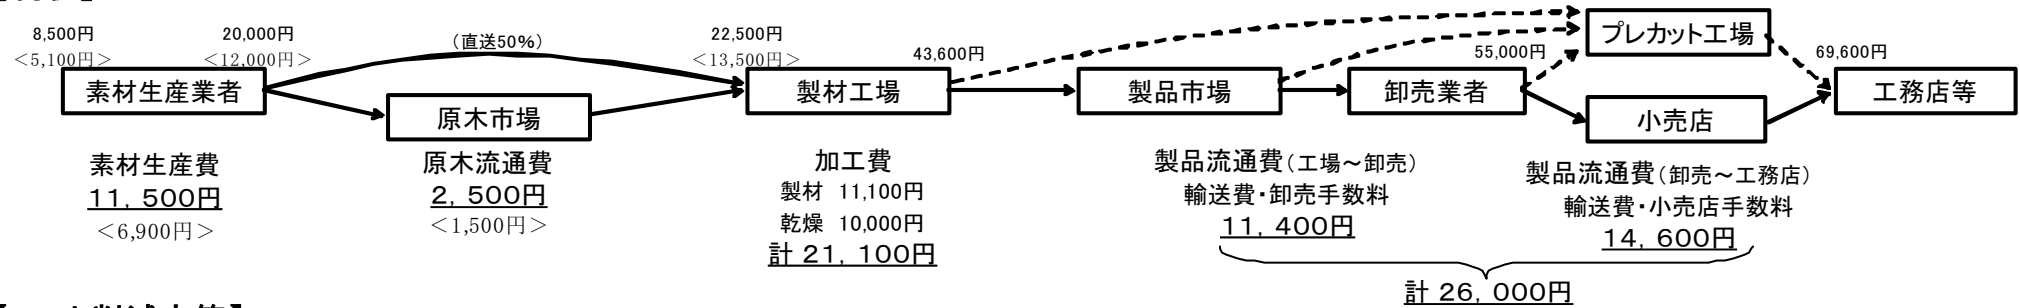 8,500円
<5,100円>
20,000円
<12,000円>
(直送50%)
22,500円
<13,500円>
43,600円
55,000円
69,600円
素材生産業者
原木市場
製材工場
製品市場
卸売業者
プレカット工場
小売店
工務店等
素材生産費
11,500円
<6,900円>
原木流通費
2,500円
<1,500円>
加工費
製材 11,100円
乾燥 10,000円
計 21,100円
製品流通費(工場~卸売)
輸送費・卸売手数料
11,400円
製品流通費(卸売~工務店)
輸送費・小売店手数料
14,600円
計 26,000円